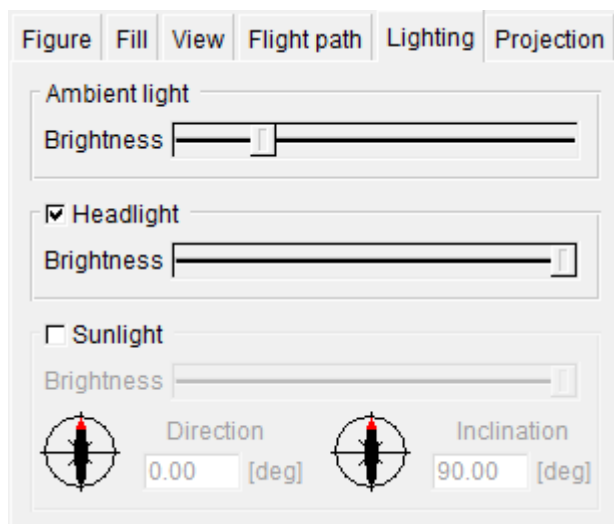 Figure Fill View Flight path Lighting Projection
Ambient light
Brightness
Headlight
Brightness
Sunlight
Brightness
Direction Inclination
0.00 [deg] 90.00 [deg]